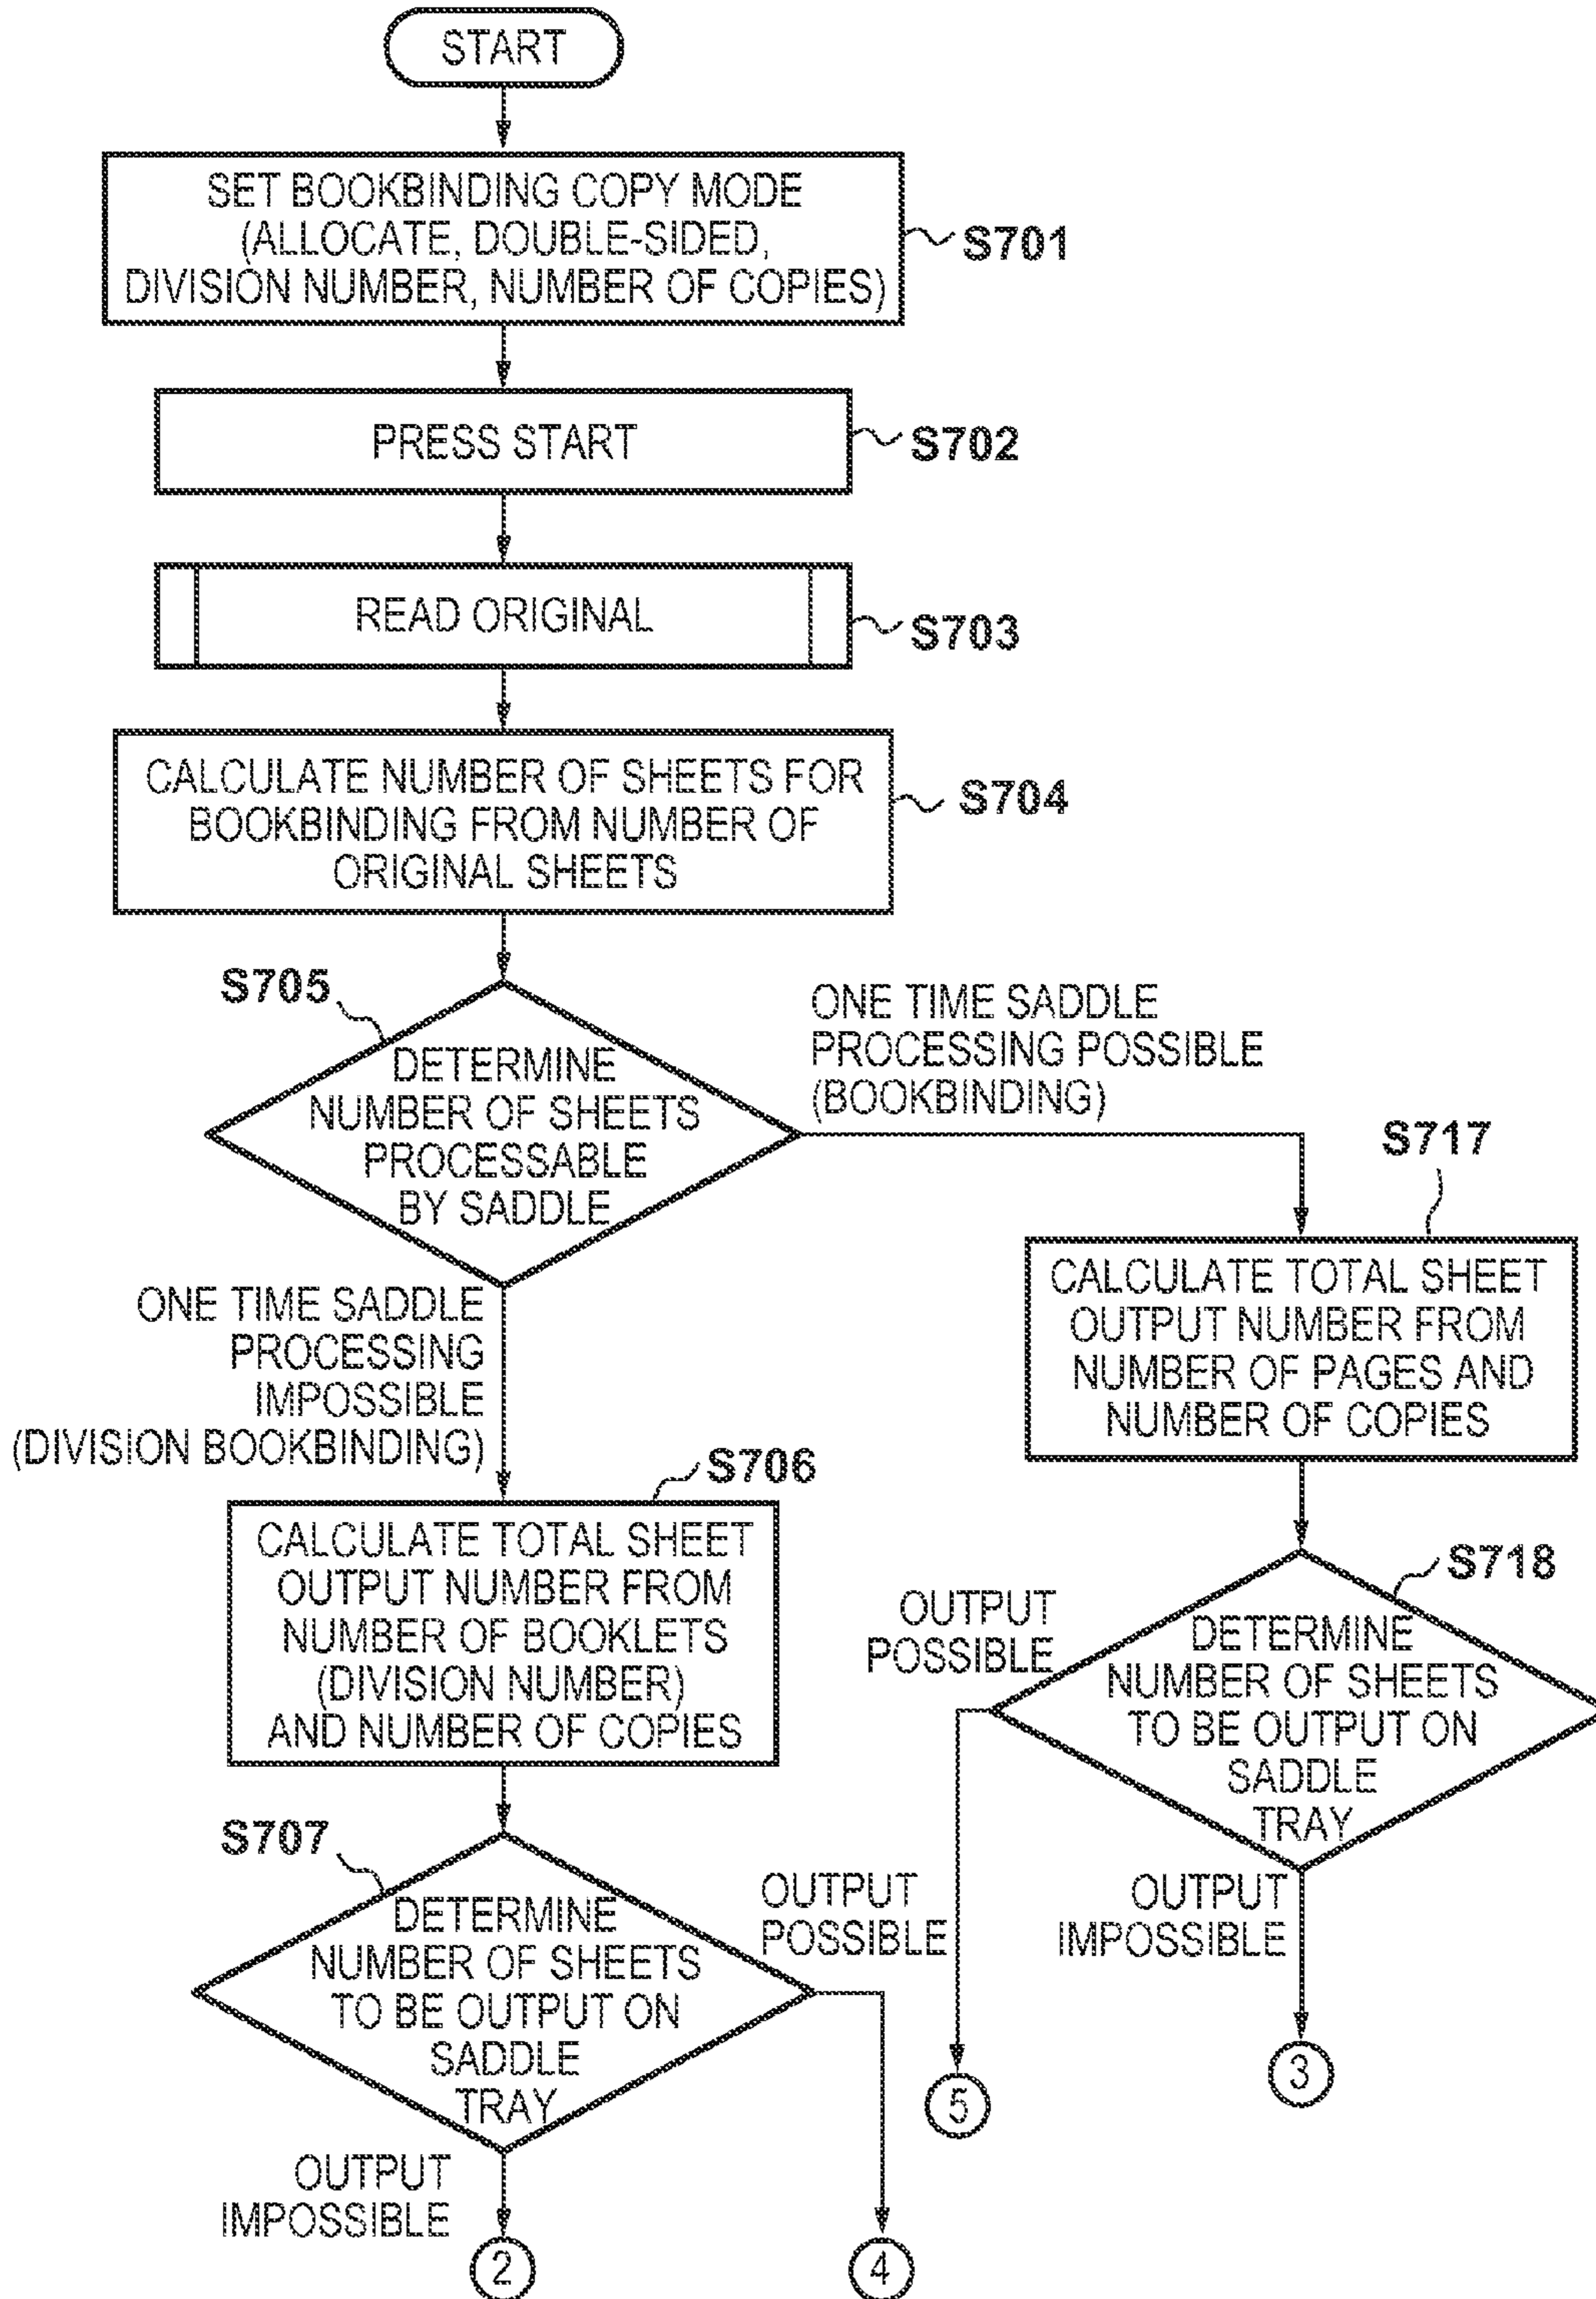 START
SET BOOKBINDING COPY MODE
(ALLOCATE, DOUBLE-SIDED,
DIVISION NUMBER, NUMBER OF COPIES)
S701
PRESS START
S702
READ ORIGINAL
S703
CALCULATE NUMBER OF SHEETS FOR
BOOKBINDING FROM NUMBER OF
ORIGINAL SHEETS
S704
S705
DETERMINE
NUMBER OF SHEETS
PROCESSABLE
BY SADDLE
ONE TIME SADDLE
PROCESSING POSSIBLE
(BOOKBINDING)
S717
CALCULATE TOTAL SHEET
OUTPUT NUMBER FROM
NUMBER OF PAGES AND
NUMBER OF COPIES
ONE TIME SADDLE
PROCESSING
IMPOSSIBLE
(DIVISION BOOKBINDING)
S706
CALCULATE TOTAL SHEET
OUTPUT NUMBER FROM
NUMBER OF BOOKLETS
(DIVISION NUMBER)
AND NUMBER OF COPIES
S718
OUTPUT
POSSIBLE
DETERMINE
NUMBER OF SHEETS
TO BE OUTPUT ON
SADDLE
TRAY
S707
DETERMINE
NUMBER OF SHEETS
TO BE OUTPUT ON
SADDLE
TRAY
OUTPUT
POSSIBLE
OUTPUT
IMPOSSIBLE
5
3
OUTPUT
IMPOSSIBLE
2
4